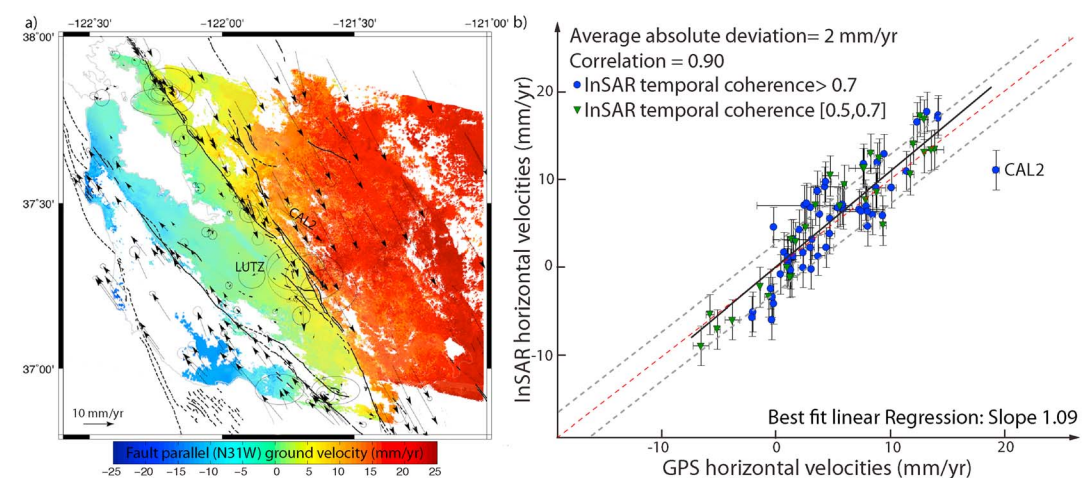 a)
−122˚30'
−122˚00'
−121˚30'
−121˚00'
38˚00'
37˚30'
37˚00'
CAL2
LUTZ
10 mm/yr
Fault parallel (N31W) ground velocity (mm/yr)
−25 −20 −15 −10 −5 0 5 10 15 20 25
b)
Average absolute deviation= 2 mm/yr
Correlation = 0.90
InSAR temporal coherence> 0.7
InSAR temporal coherence [0.5,0.7]
InSAR horizontal velocities (mm/yr)
20
10
0
-10
CAL2
Best fit linear Regression: Slope 1.09
-10 0 10 20
GPS horizontal velocities (mm/yr)